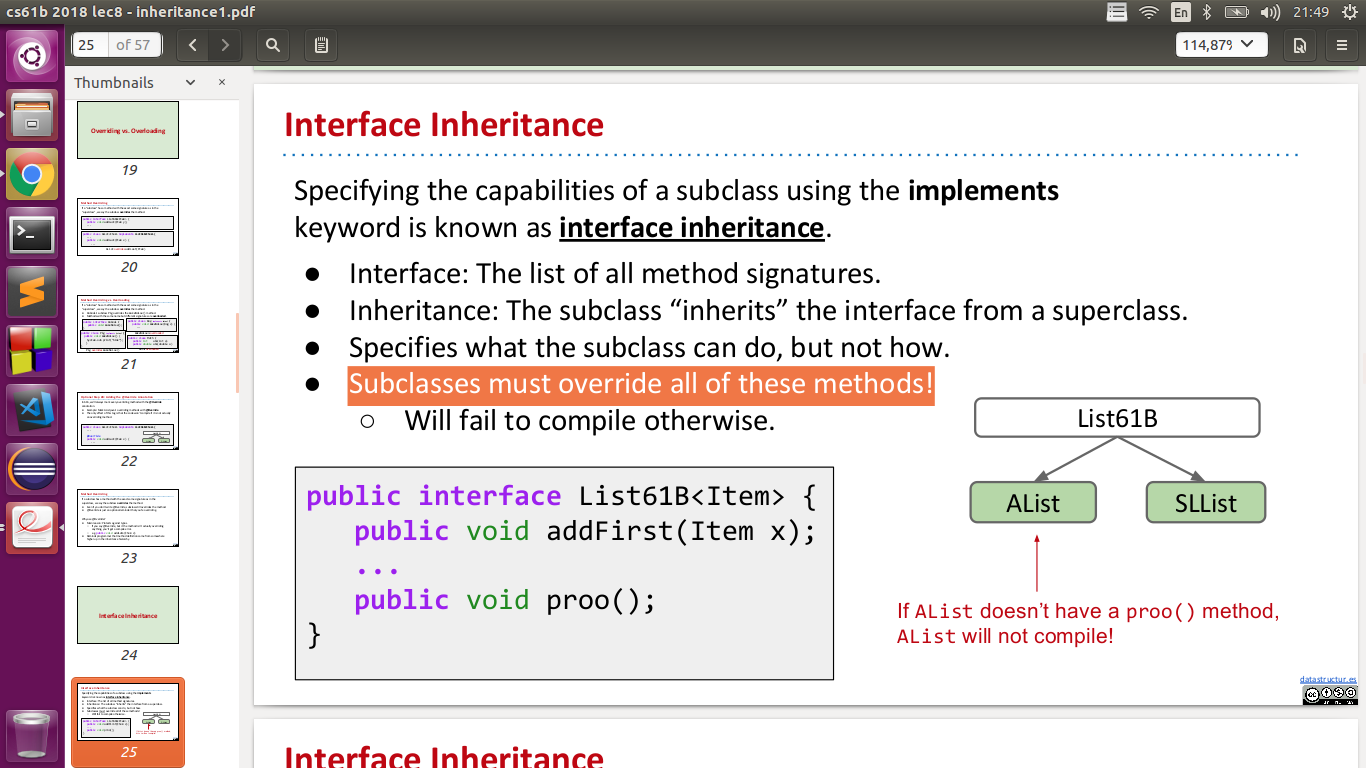 cs61b 2018 lec8 - inheritance1.pdf
En
21:49
25
of 57
114,87%
Thumbnails
Overriding vs. Overloading
19
20
21
22
23
Interface Inheritance
24
25
Interface Inheritance
Specifying the capabilities of a subclass using the implements
keyword is known as interface inheritance.
● Interface: The list of all method signatures.
● Inheritance: The subclass “inherits” the interface from a superclass.
● Specifies what the subclass can do, but not how.
● Subclasses must override all of these methods!
○ Will fail to compile otherwise.
public interface List61B<Item> {
public void addFirst(Item x);
...
public void proo();
}
List61B
AList
SLList
If AList doesn’t have a proo() method,
AList will not compile!
datastructur.es
Interface Inheritance